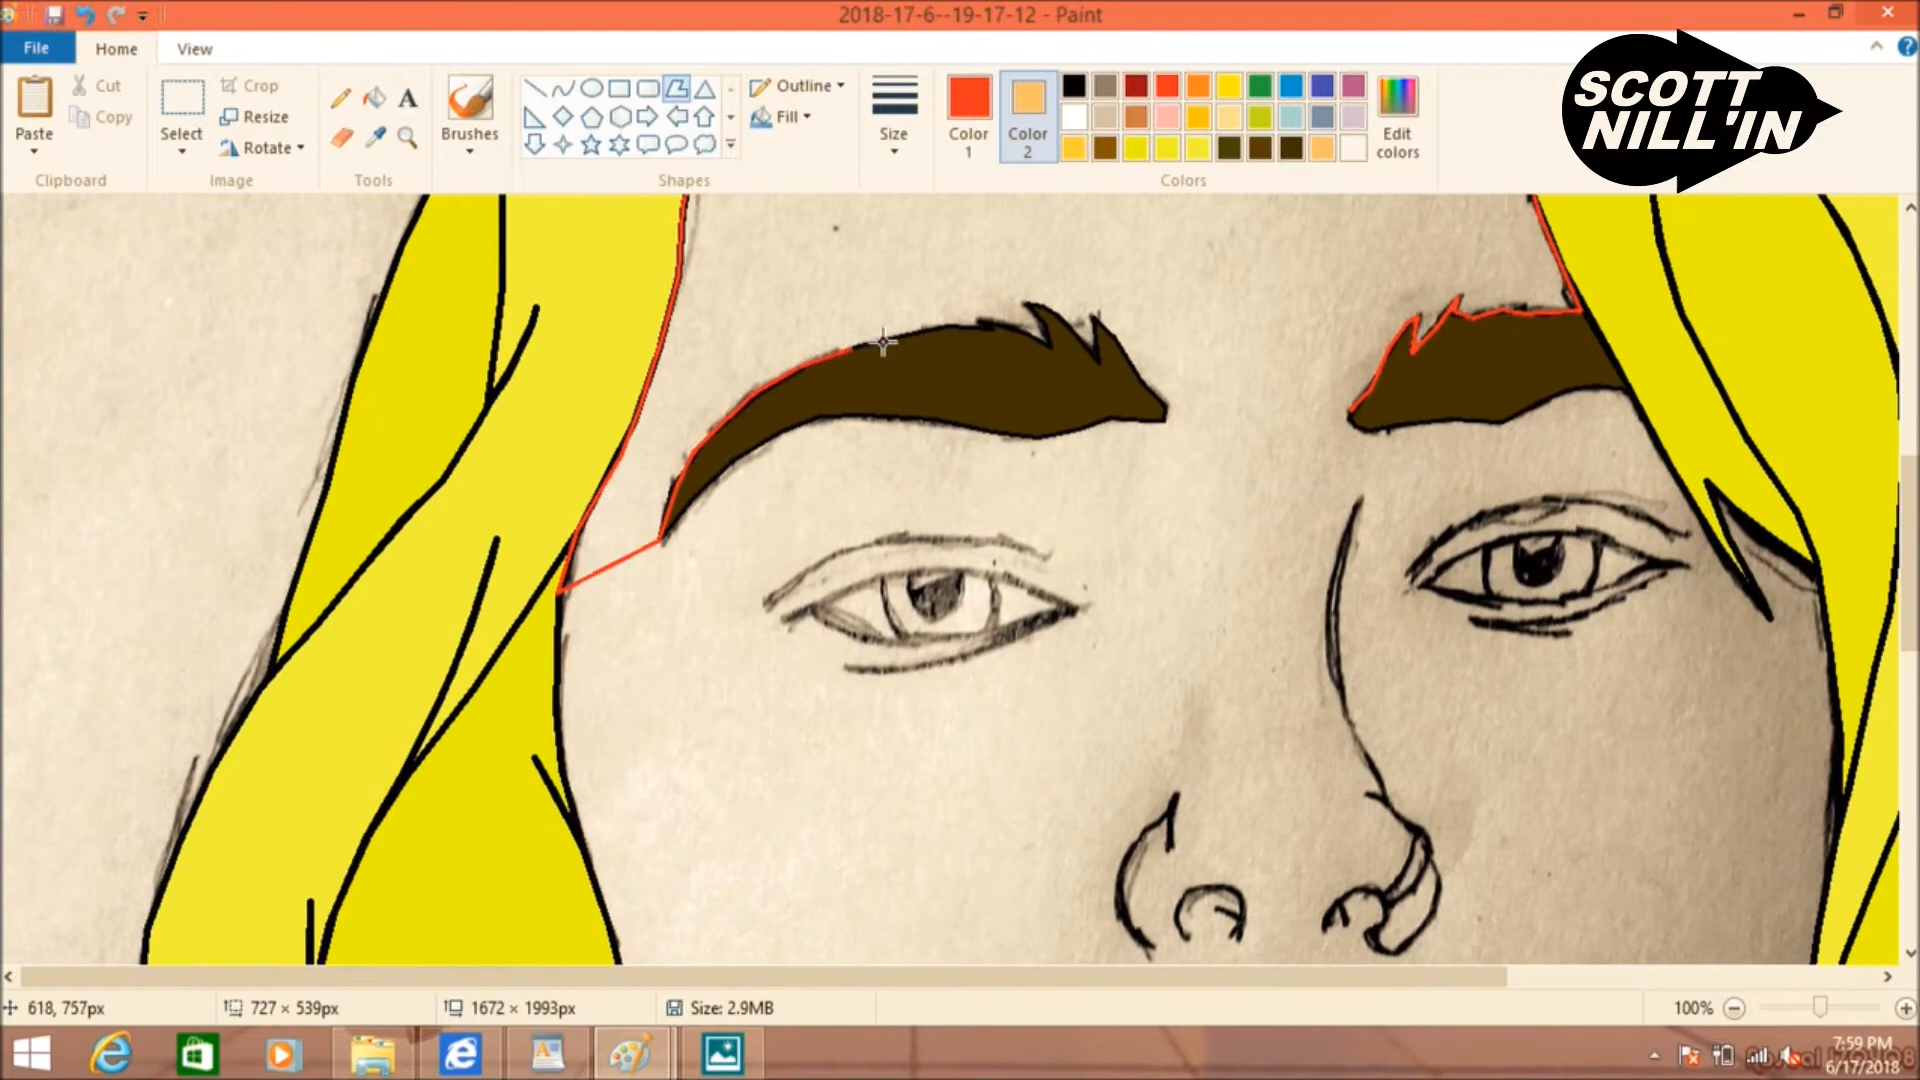 2018-17-6--19-17-12 - Paint
File
Home
View
SCOTT
NILL'IN
Paste
Cut
Copy
Clipboard
Select
Crop
Resize
Rotate
Image
Tools
Brushes
Shapes
Outline
Fill
Size
Color
1
Color
2
Edit
colors
Colors
618, 757px
727 × 539px
1672 × 1993px
Size: 2.9MB
100%
7:59 PM
6/17/2018